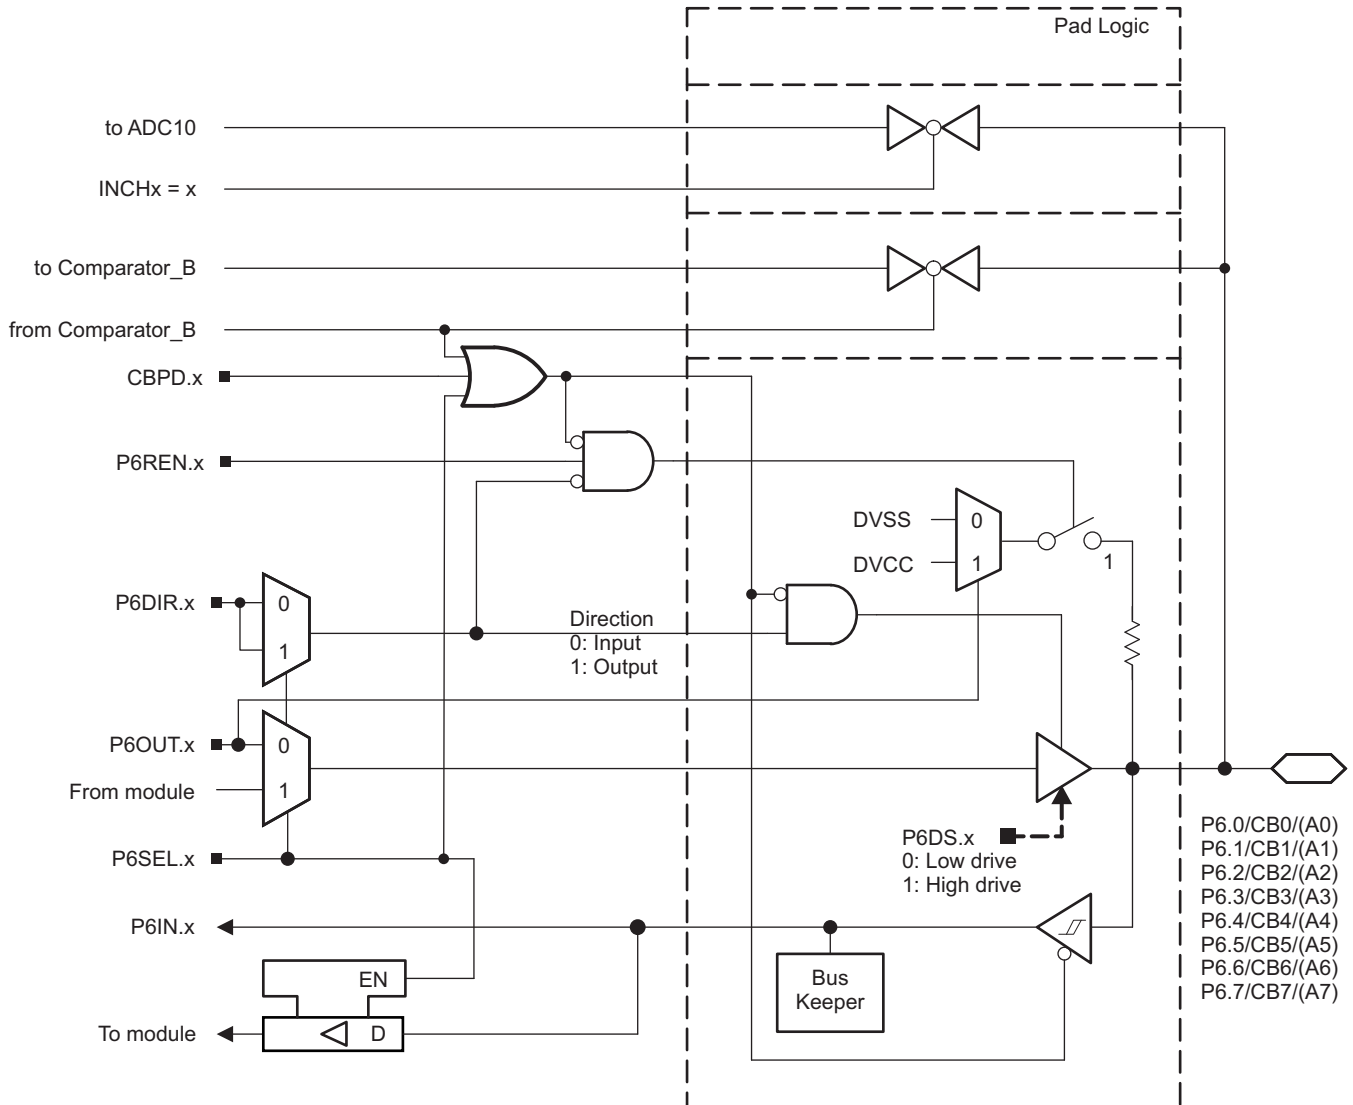 Pad Logic
to ADC10
INCHx = x
to Comparator_B
from Comparator_B
CBPD.x
P6REN.x
DVSS
0
DVCC
1
1
P6DIR.x
0
1
Direction
0: Input
1: Output
P6OUT.x
0
From module
1
P6SEL.x
P6DS.x
0: Low drive
1: High drive
P6.0/CB0/(A0)
P6.1/CB1/(A1)
P6.2/CB2/(A2)
P6.3/CB3/(A3)
P6.4/CB4/(A4)
P6.5/CB5/(A5)
P6.6/CB6/(A6)
P6.7/CB7/(A7)
P6IN.x
EN
Bus
Keeper
To module
D